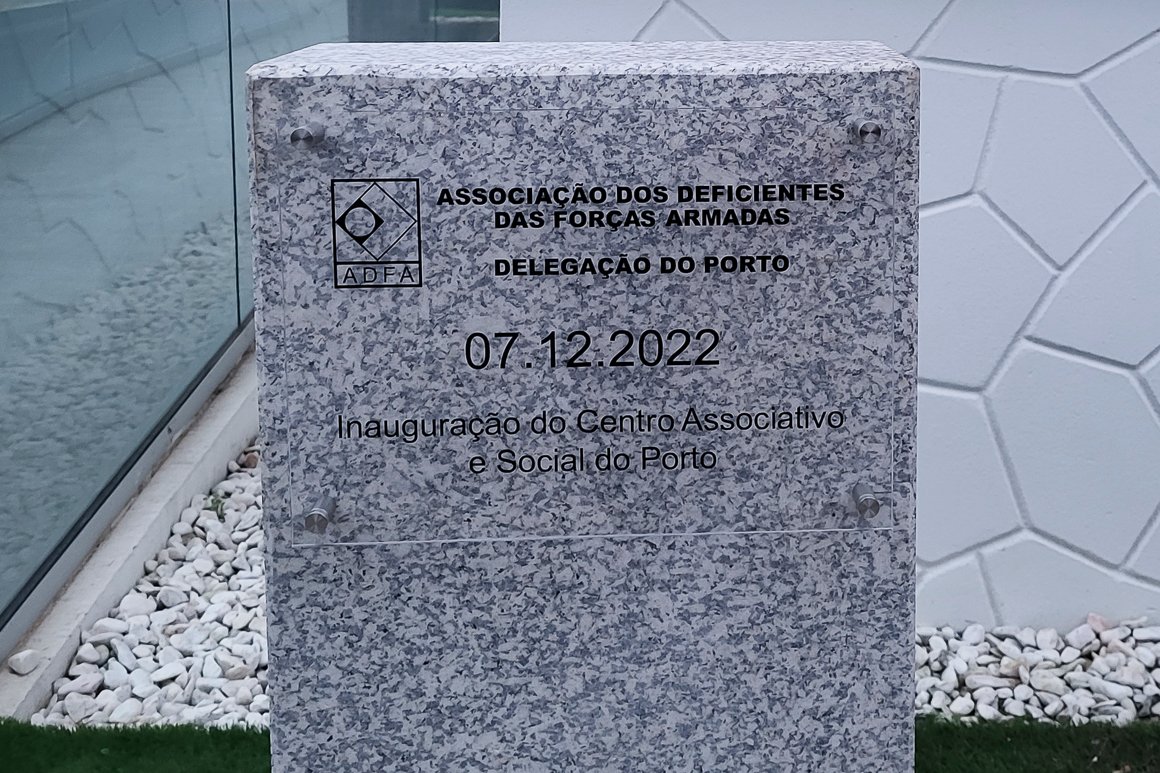 ASSOCIAÇÃO DOS DEFICIENTES
DAS FORÇAS ARMADAS
ADFA
DELEGAÇÃO DO PORTO
07.12.2022
Inauguração do Centro Associativo
e Social do Porto